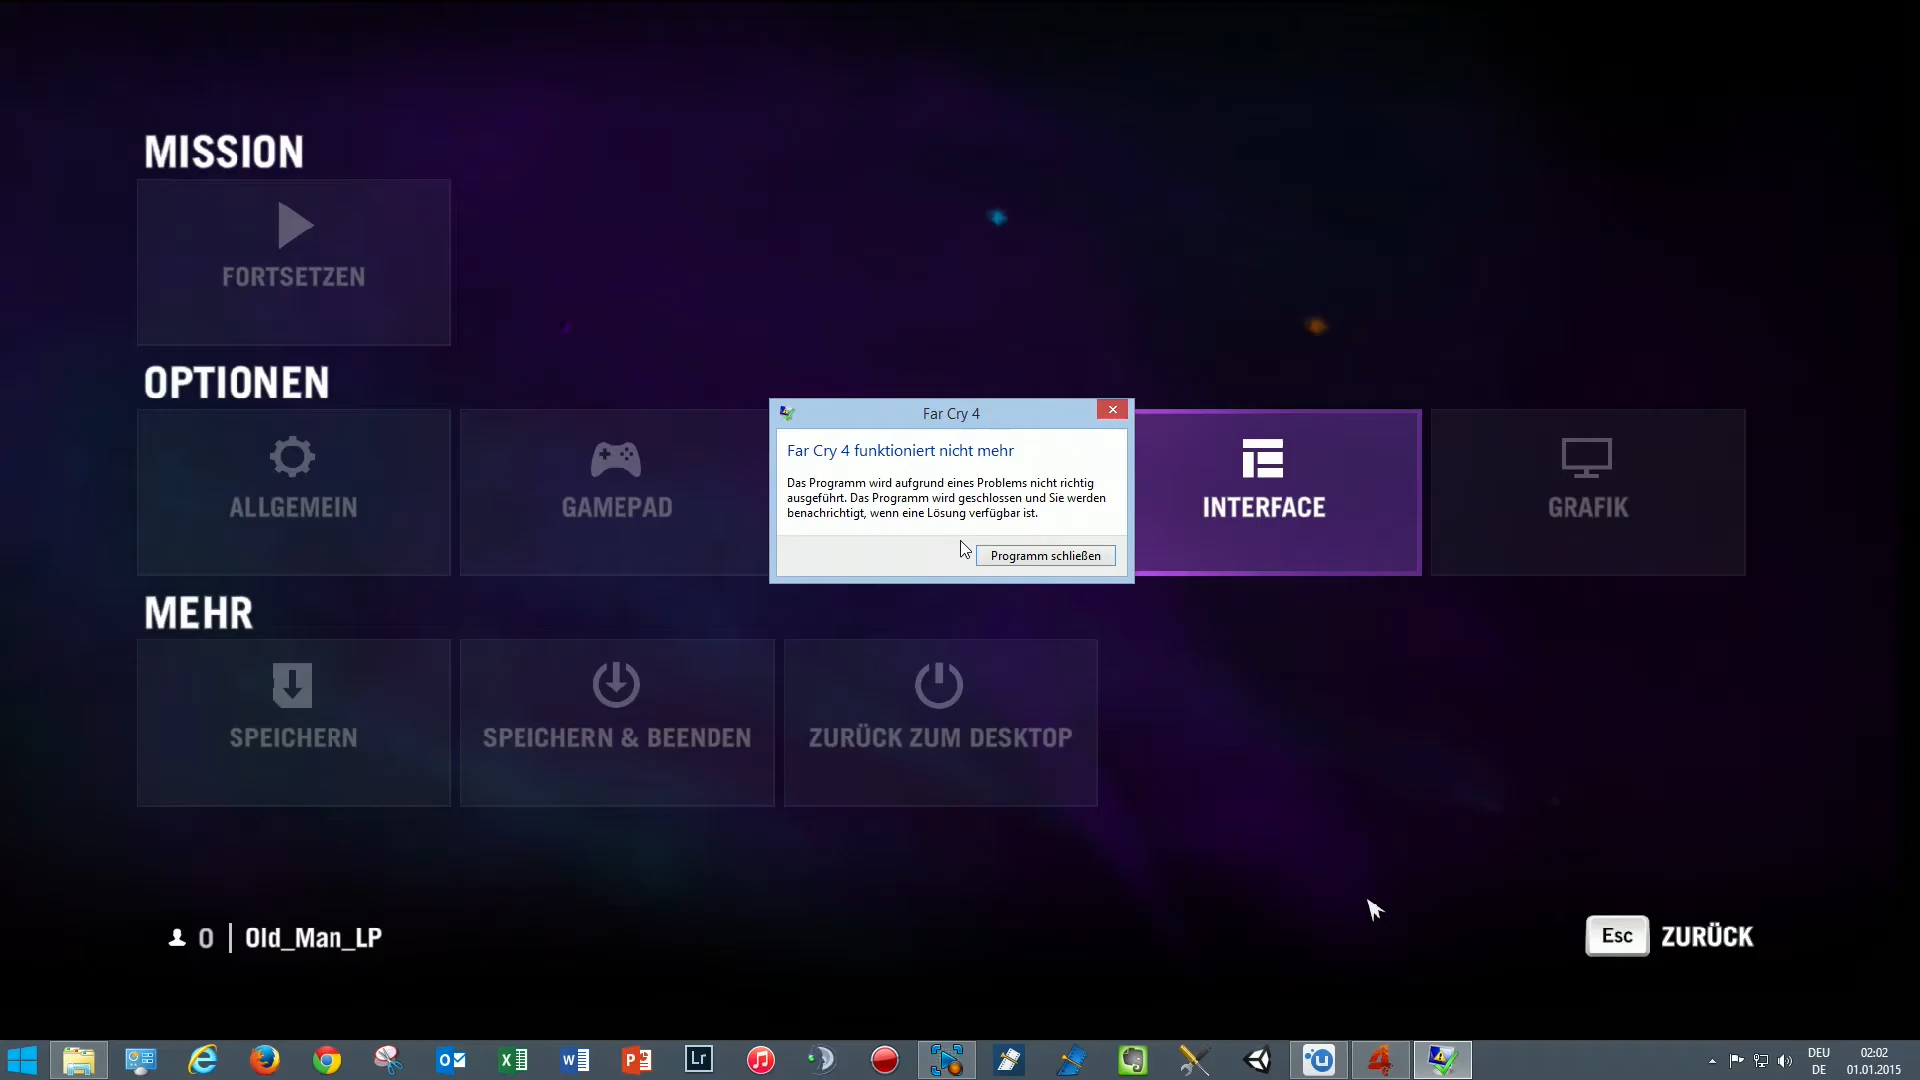 MISSION
FORTSETZEN
OPTIONEN
ALLGEMEIN
GAMEPAD
INTERFACE
GRAFIK
Far Cry 4
Far Cry 4 funktioniert nicht mehr
Das Programm wird aufgrund eines Problems nicht richtig
ausgeführt. Das Programm wird geschlossen und Sie werden
benachrichtigt, wenn eine Lösung verfügbar ist.
Programm schließen
MEHR
SPEICHERN
SPEICHERN & BEENDEN
ZURÜCK ZUM DESKTOP
0 | Old_Man_LP
Esc ZURÜCK
Lr
DEU
DE
02:02
01.01.2015